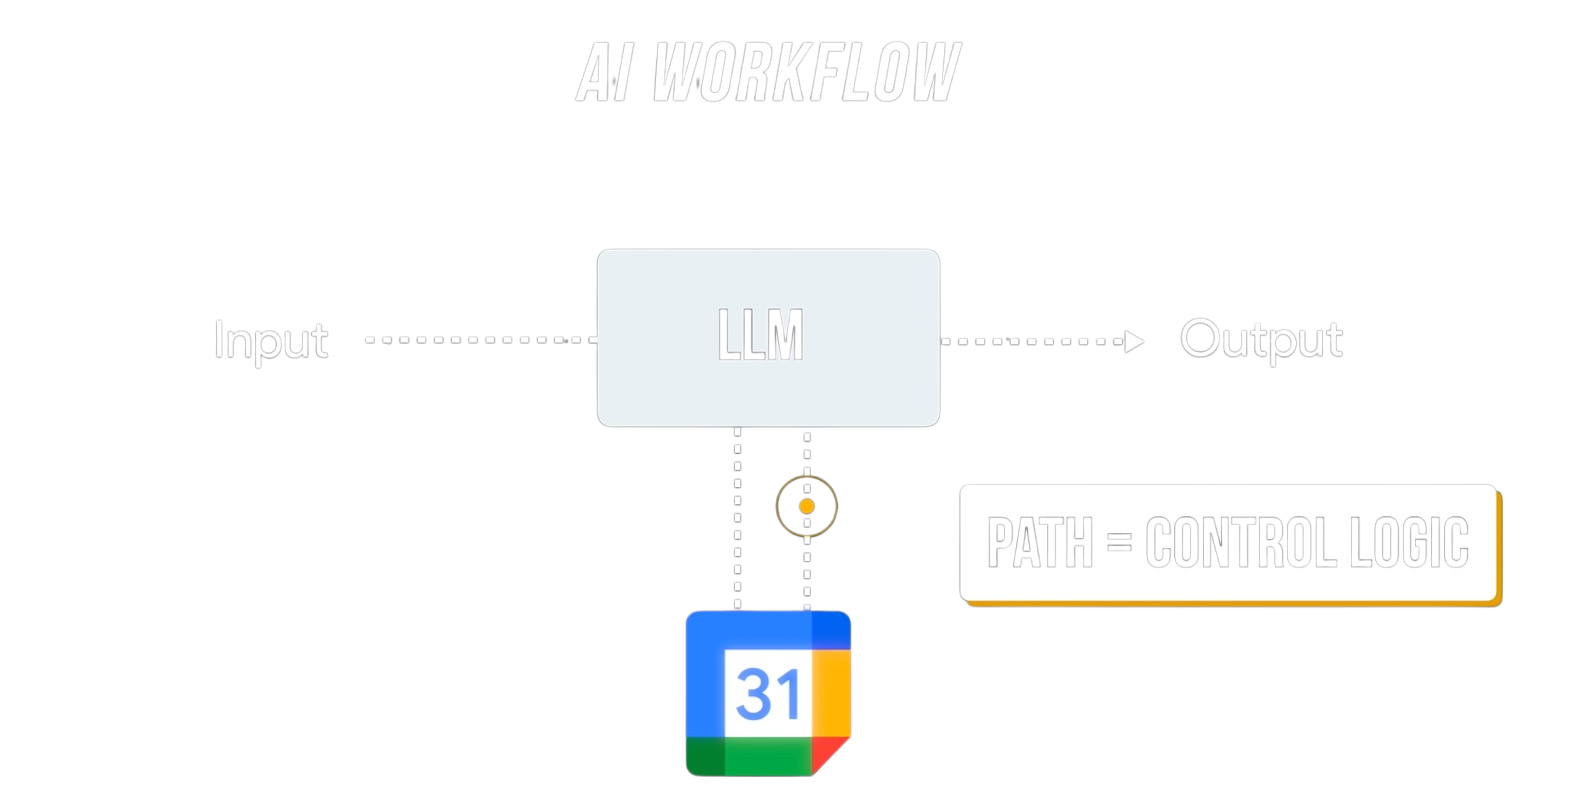 AI WORKFLOW
Input
LLM
Output
PATH = CONTROL LOGIC
31